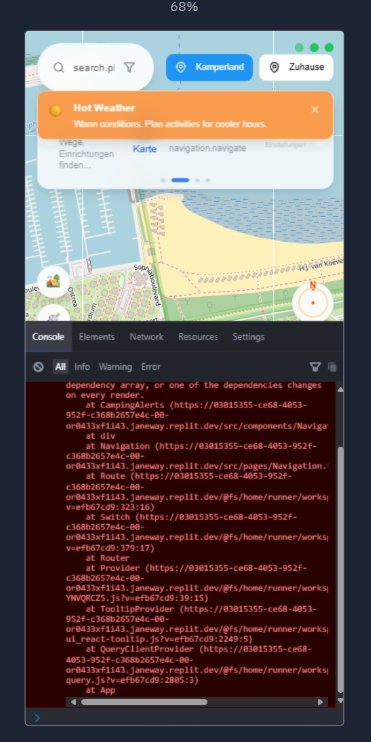 68%
search.pl
Kamperland
Zuhause
Hot Weather
Warm conditions. Plan activities for cooler hours.
Wege,
Einrichtungen
finden...
Karte
navigation.navigate
Einstellungen
Sophiaboulevard
H.J. van Koeve
N
Console
Elements
Network
Resources
Settings
All
Info
Warning
Error
dependency array, or one of the dependencies changes
on every render.
at CampingAlerts (https://03015355-ce68-4053-
952f-c368b2657e4c-00-
or0433xf1i43.janeway.replit.dev/src/components/Navigat
at div
at Navigation (https://03015355-ce68-4053-952f-
c368b2657e4c-00-
or0433xf1i43.janeway.replit.dev/src/pages/Navigation.
at Route (https://03015355-ce68-4053-952f-
c368b2657e4c-00-
or0433xf1i43.janeway.replit.dev/@fs/home/runner/works
v=efb67cd9:323:16)
at Switch (https://03015355-ce68-4053-952f-
c368b2657e4c-00-
or0433xf1i43.janeway.replit.dev/@fs/home/runner/works
v=efb67cd9:379:17)
at Router
at Provider (https://03015355-ce68-4053-952f-
c368b2657e4c-00-
or0433xf1i43.janeway.replit.dev/@fs/home/runner/works
YNVQRCZ5.js?v=efb67cd9:39:15)
at TooltipProvider (https://03015355-ce68-4053-
952f-c368b2657e4c-00-
or0433xf1i43.janeway.replit.dev/@fs/home/runner/works
ui_react-tooltip.js?v=efb67cd9:2249:5)
at QueryClientProvider (https://03015355-ce68-
4053-952f-c368b2657e4c-00-
or0433xf1i43.janeway.replit.dev/@fs/home/runner/works
query.js?v=efb67cd9:2805:3)
at App